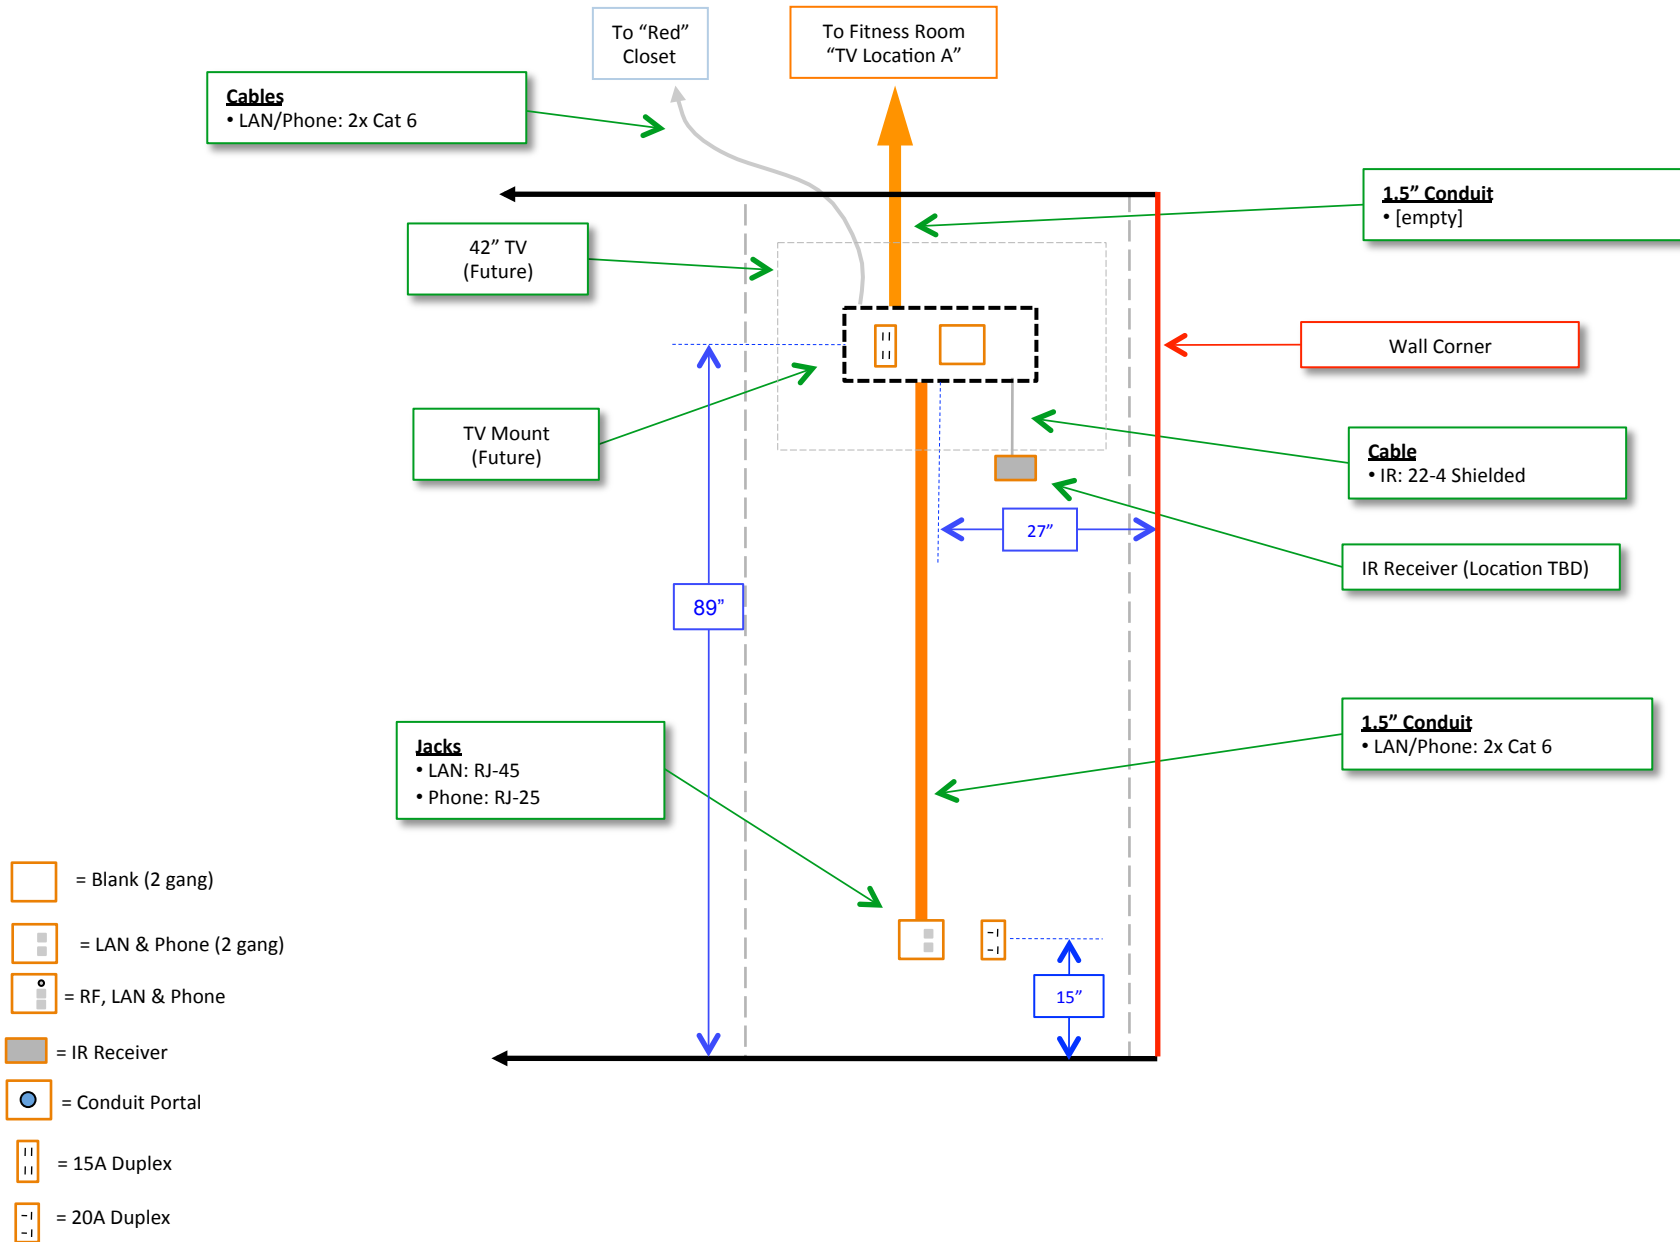 To “Red”
Closet
To Fitness Room
“TV Location A”
Cables
• LAN/Phone: 2x Cat 6
1.5” Conduit
• [empty]
42” TV
(Future)
Wall Corner
TV Mount
(Future)
Cable
• IR: 22-4 Shielded
27”
IR Receiver (Location TBD)
89”
1.5” Conduit
• LAN/Phone: 2x Cat 6
Jacks
• LAN: RJ-45
• Phone: RJ-25
15”
= Blank (2 gang)
= LAN & Phone (2 gang)
= RF, LAN & Phone
= IR Receiver
= Conduit Portal
= 15A Duplex
= 20A Duplex